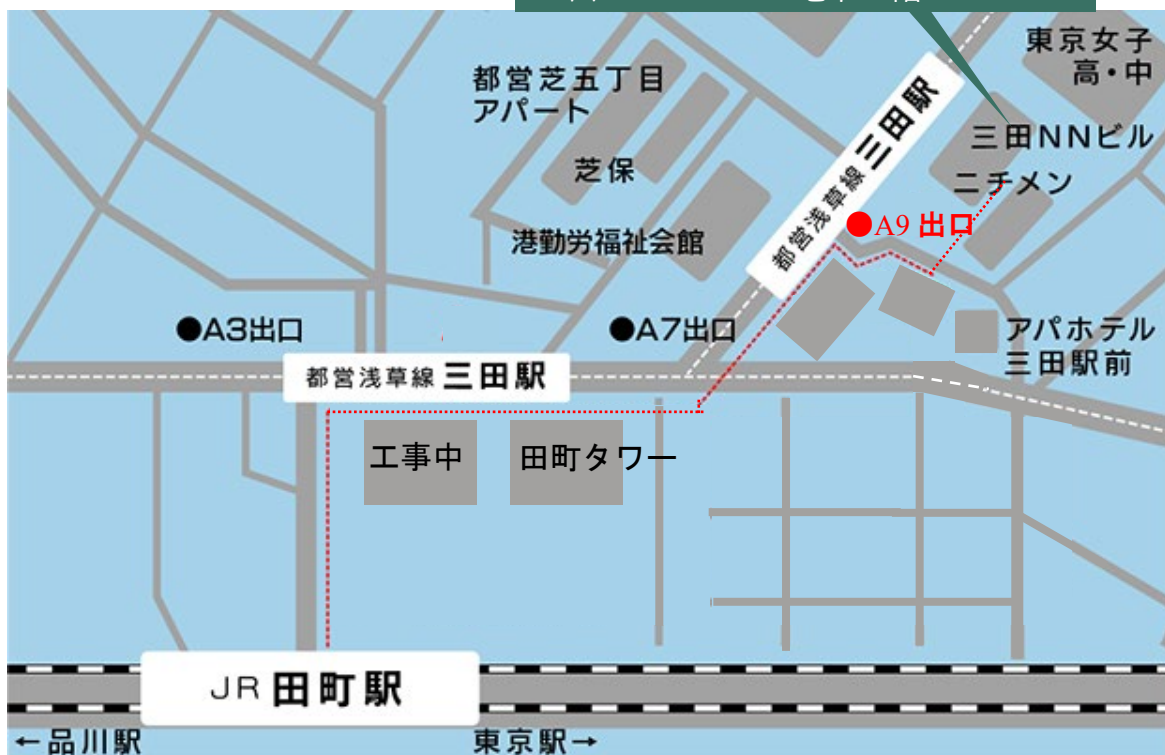 東京女子
高・中
都営芝五丁目
アパート
都営浅草線 三田駅
三田NNビル
芝保
ニチメン
港勤労福祉会館
●A9 出口
●A3出口
●A7出口
アパホテル
三田駅前
都営浅草線 三田駅
工事中
田町タワー
JR 田町駅
←品川駅
東京駅→